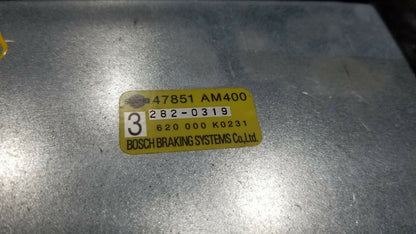 47851 AM400
3 282-0319
620 000 K0231
BOSCH BRAKING SYSTEMS Co.,Ltd.